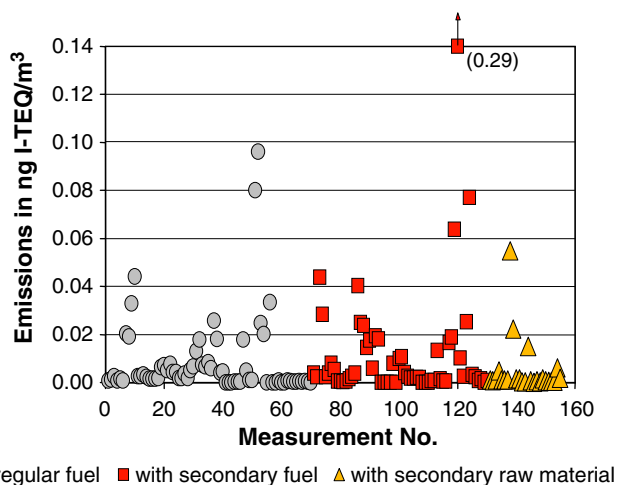 0.14
(0.29)
0.12
0.10
0.08
0.06
0.04
0.02
0.00
Emissions in ng I-TEQ/m³
0 20 40 60 80 100 120 140 160
Measurement No.
regular fuel with secondary fuel with secondary raw material